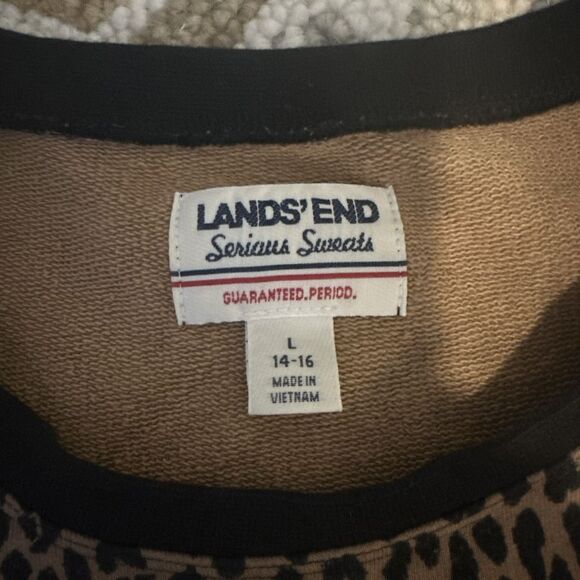 LANDS' END
Serious Sweats
GUARANTEED.PERIOD.
L
14-16
MADE IN
VIETNAM